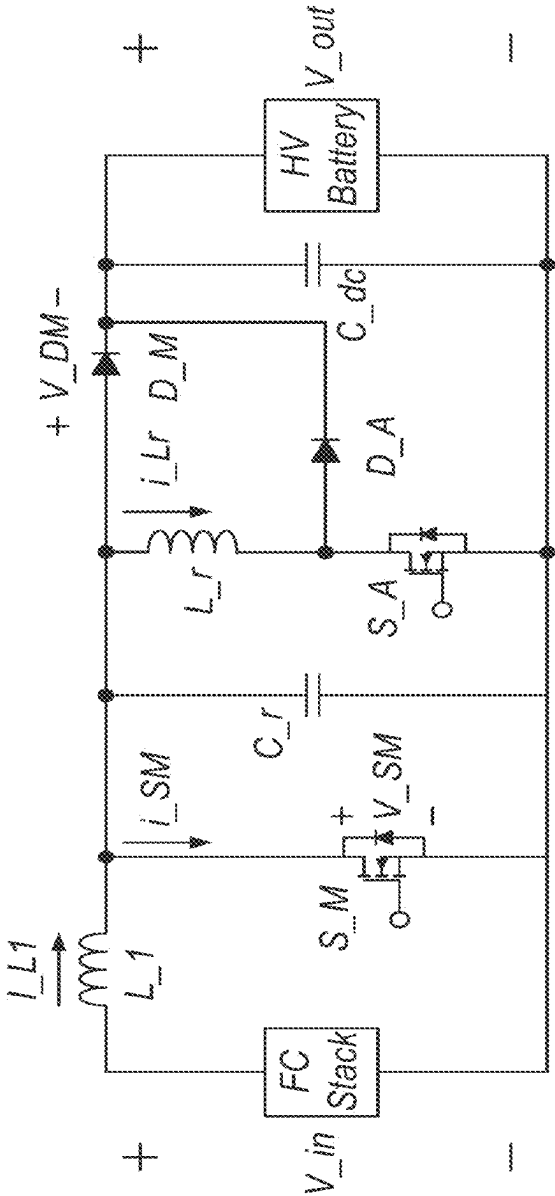 I_L1
L_1
V_in
+
−
FC
Stack
i_SM
S_M
+
V_SM
−
C_r
i_Lr
L_r
S_A
D_A
+ V_DM −
D_M
C_dc
HV
Battery
V_out
+
−